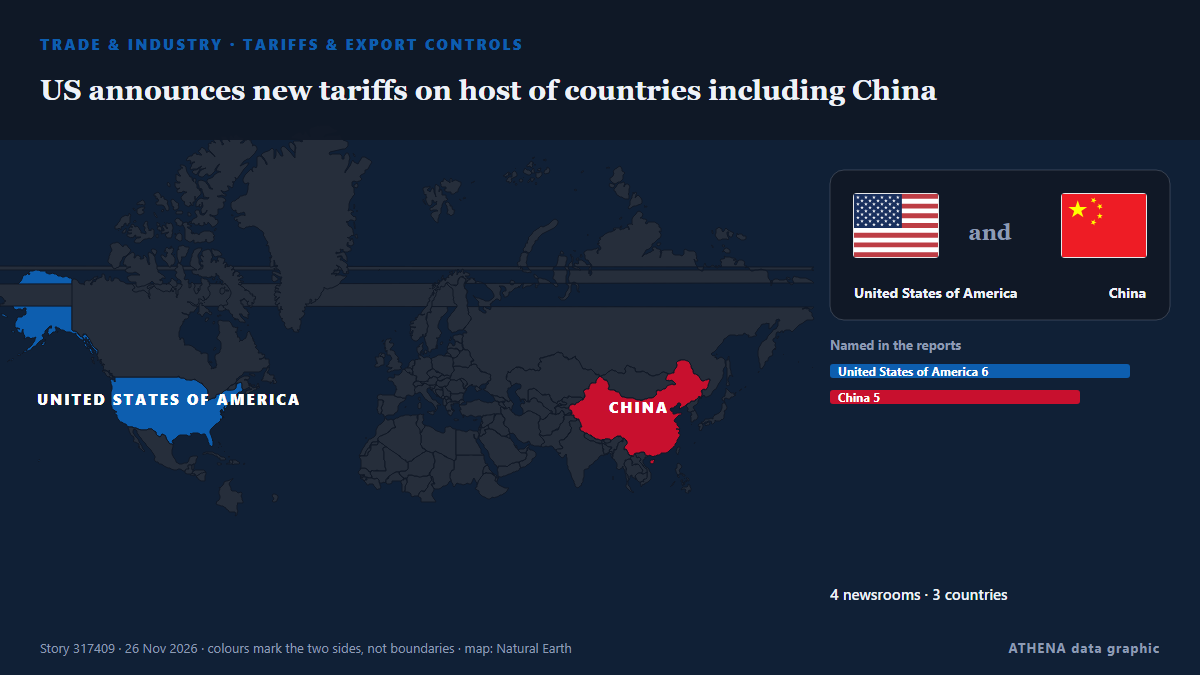 TRADE & INDUSTRY · TARIFFS & EXPORT CONTROLS
US announces new tariffs on host of countries including China
and
United States of America
China
Named in the reports
United States of America 6
China 5
UNITED STATES OF AMERICA
CHINA
4 newsrooms · 3 countries
Story 317409 · 26 Nov 2026 · colours mark the two sides, not boundaries · map: Natural Earth
ATHENA data graphic